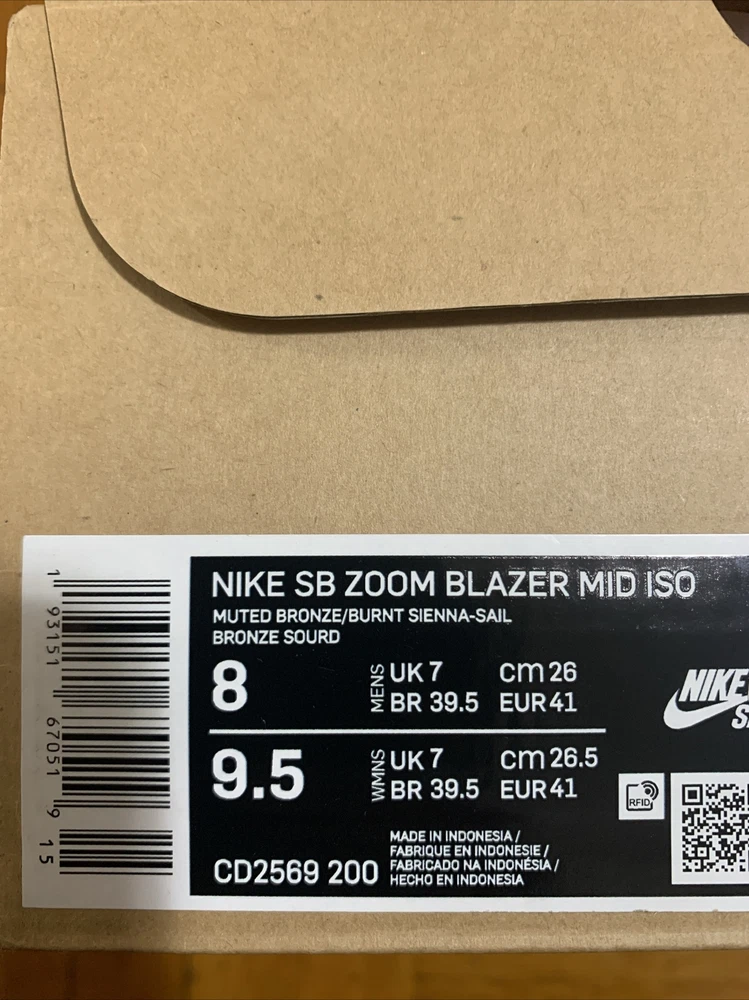 NIKE SB ZOOM BLAZER MID ISO
MUTED BRONZE/BURNT SIENNA-SAIL
BRONZE SOURD
8 MENS UK 7 cm 26
BR 39.5 EUR 41
9.5 WMNS UK 7 cm 26.5
BR 39.5 EUR 41
CD2569 200
MADE IN INDONESIA /
FABRIQUE EN INDONESIE /
FABRICADO NA INDONÉSIA /
HECHO EN INDONESIA
1 93151 67051 9 15
NIKE
RFID